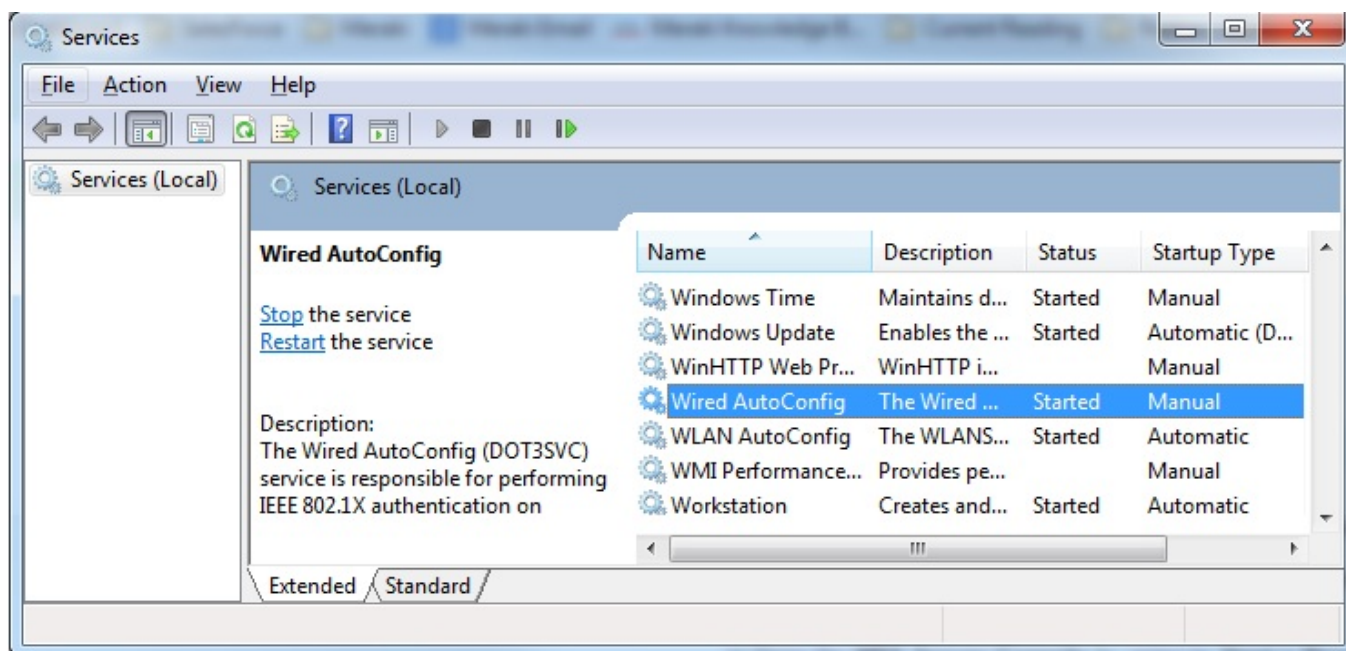 Services
File Action View Help
Services (Local)
Services (Local)
Wired AutoConfig
Stop the service
Restart the service
Description:
The Wired AutoConfig (DOT3SVC)
service is responsible for performing
IEEE 802.1X authentication on
Name Description Status Startup Type
Windows Time Maintains d... Started Manual
Windows Update Enables the ... Started Automatic (D...
WinHTTP Web Pr... WinHTTP i... Manual
Wired AutoConfig The Wired ... Started Manual
WLAN AutoConfig The WLANS... Started Automatic
WMI Performance... Provides pe... Manual
Workstation Creates and... Started Automatic
Extended Standard